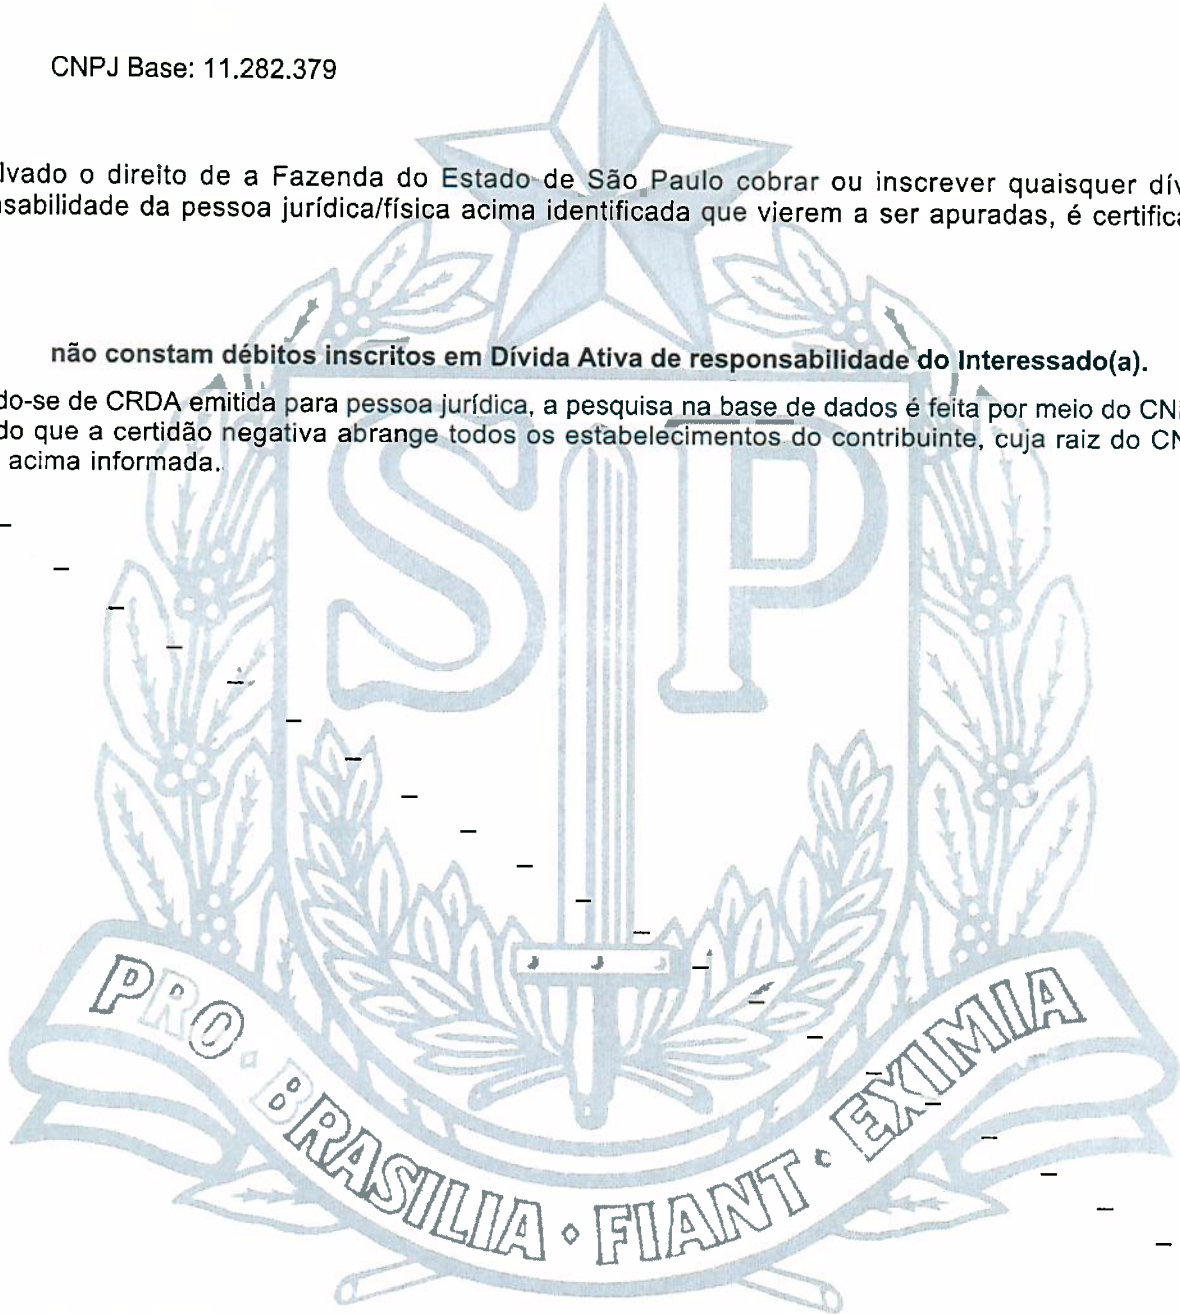 CNPJ Base: 11.282.379
lvado o direito de a Fazenda do Estado de São Paulo cobrar ou inscrever quaisquer dív
nsabilidade da pessoa jurídica/física acima identificada que vierem a ser apuradas, é certifica
não constam débitos inscritos em Dívida Ativa de responsabilidade do Interessado(a).
do-se de CRDA emitida para pessoa jurídica, a pesquisa na base de dados é feita por meio do CN
do que a certidão negativa abrange todos os estabelecimentos do contribuinte, cuja raiz do CN
acima informada.
SP
PRO BRASILIA FIANT EXIMIA